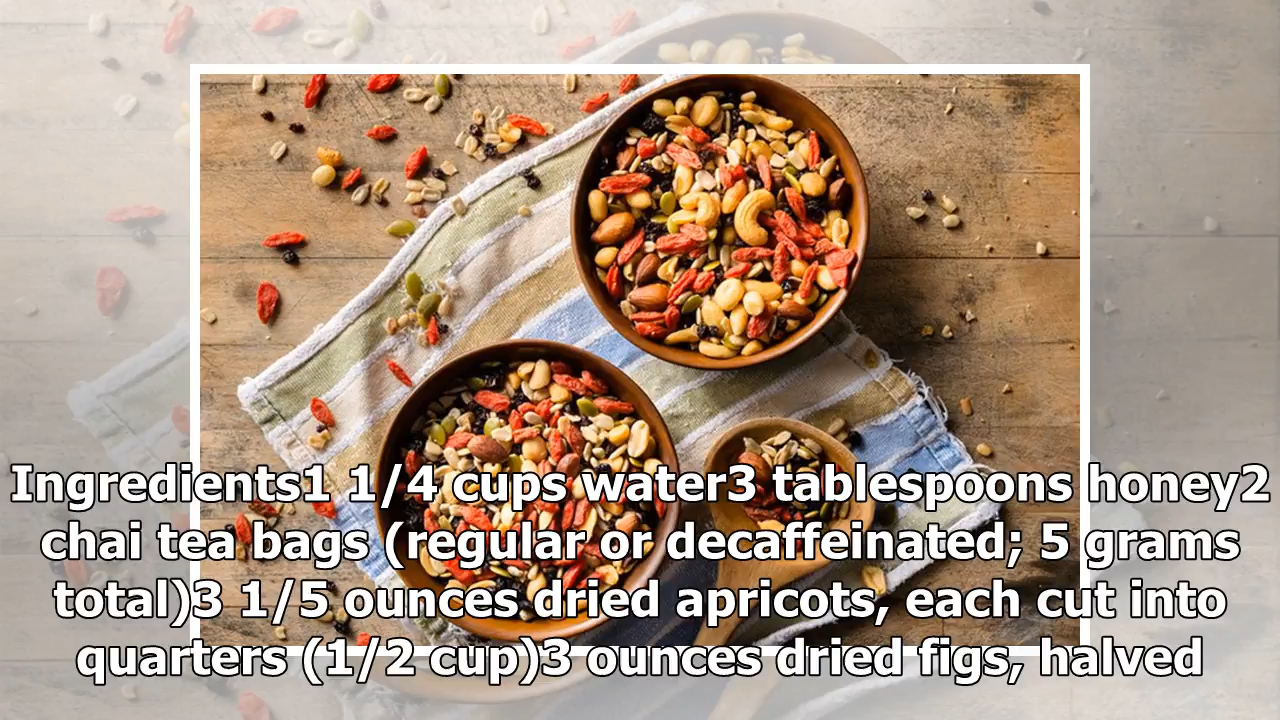 Ingredients1 1/4 cups water3 tablespoons honey2
chai tea bags (regular or decaffeinated; 5 grams
total)3 1/5 ounces dried apricots, each cut into
quarters (1/2 cup)3 ounces dried figs, halved